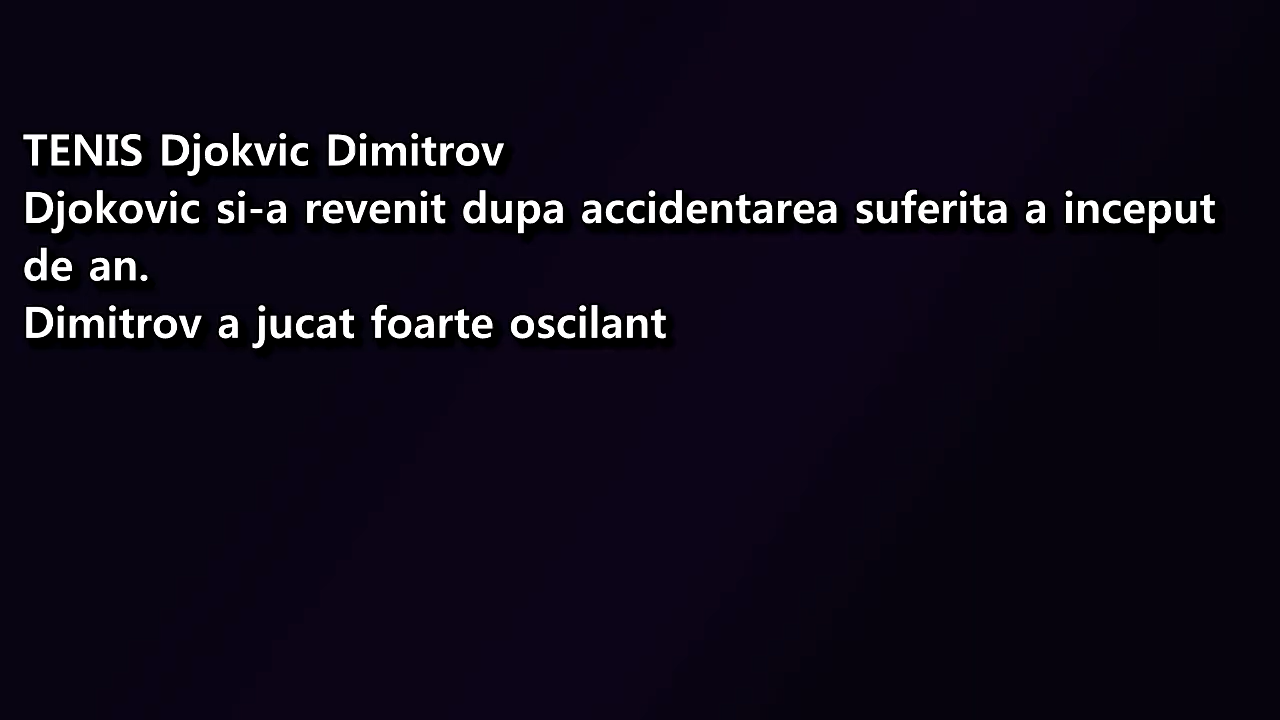 TENIS Djokvic Dimitrov
Djokovic si-a revenit dupa accidentarea suferita a inceput
de an.
Dimitrov a jucat foarte oscilant